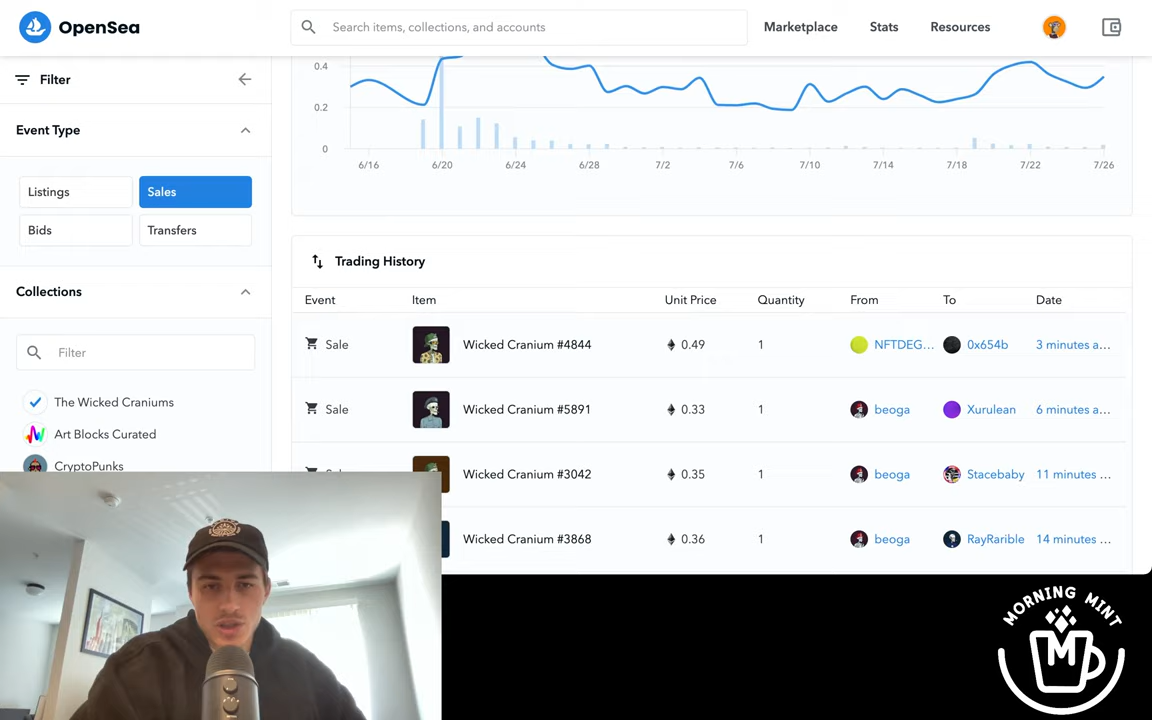 OpenSea
Search items, collections, and accounts
Marketplace
Stats
Resources
Filter
Event Type
Listings
Sales
Bids
Transfers
Collections
Filter
The Wicked Craniums
Art Blocks Curated
CryptoPunks
0.4
0.2
0
6/16 6/20 6/24 6/28 7/2 7/6 7/10 7/14 7/18 7/22 7/26
Trading History
Event Item Unit Price Quantity From To Date
Sale Wicked Cranium #4844 0.49 1 NFTDEG... 0x654b 3 minutes a...
Sale Wicked Cranium #5891 0.33 1 beoga Xurulean 6 minutes a...
Wicked Cranium #3042 0.35 1 beoga Stacebaby 11 minutes ...
Wicked Cranium #3868 0.36 1 beoga RayRarible 14 minutes ...
MORNING MINT
M